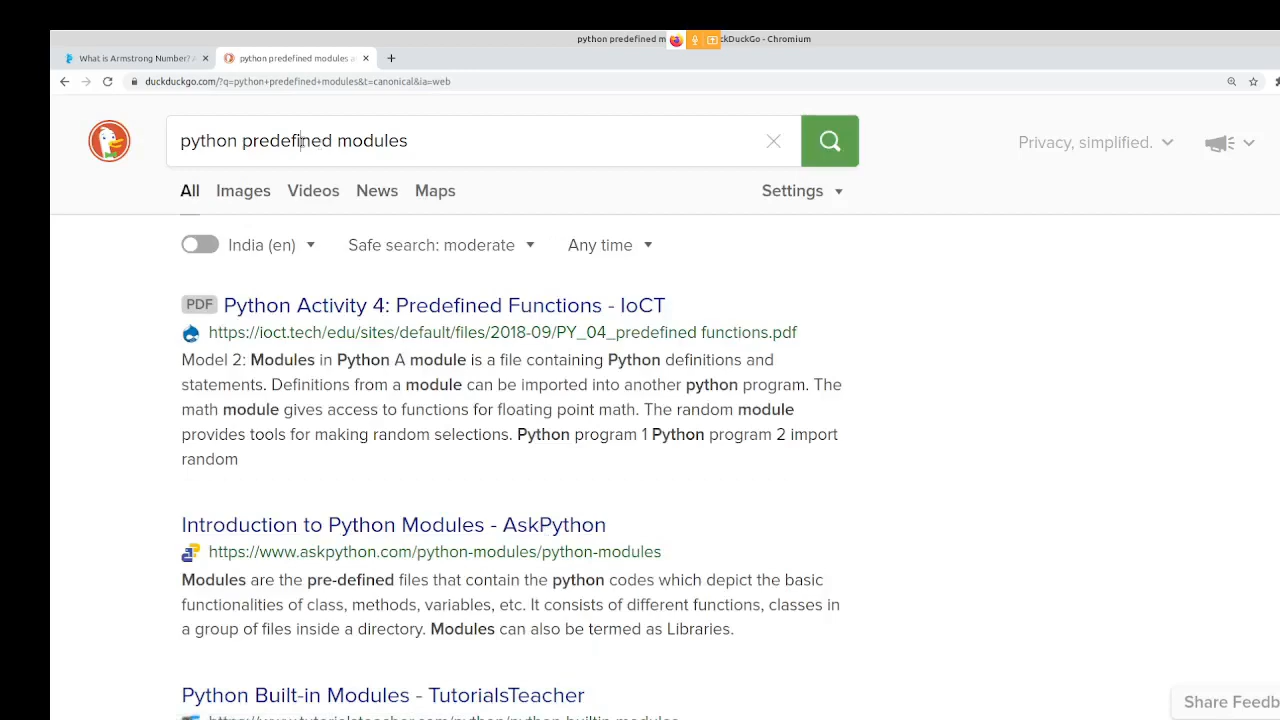 python predefined m ckDuckGo - Chromium
What is Armstrong Number?
python predefined modules a
duckduckgo.com/?q=python+predefined+modules&t=canonical&ia=web
python predefined modules
Privacy, simplified.
All Images Videos News Maps Settings
India (en) Safe search: moderate Any time
PDF Python Activity 4: Predefined Functions - IoCT
https://ioct.tech/edu/sites/default/files/2018-09/PY_04_predefined functions.pdf
Model 2: Modules in Python A module is a file containing Python definitions and
statements. Definitions from a module can be imported into another python program. The
math module gives access to functions for floating point math. The random module
provides tools for making random selections. Python program 1 Python program 2 import
random
Introduction to Python Modules - AskPython
https://www.askpython.com/python-modules/python-modules
Modules are the pre-defined files that contain the python codes which depict the basic
functionalities of class, methods, variables, etc. It consists of different functions, classes in
a group of files inside a directory. Modules can also be termed as Libraries.
Python Built-in Modules - TutorialsTeacher
https://www.tutorialsteacher.com/python/python-builtin-modules
Share Feedb